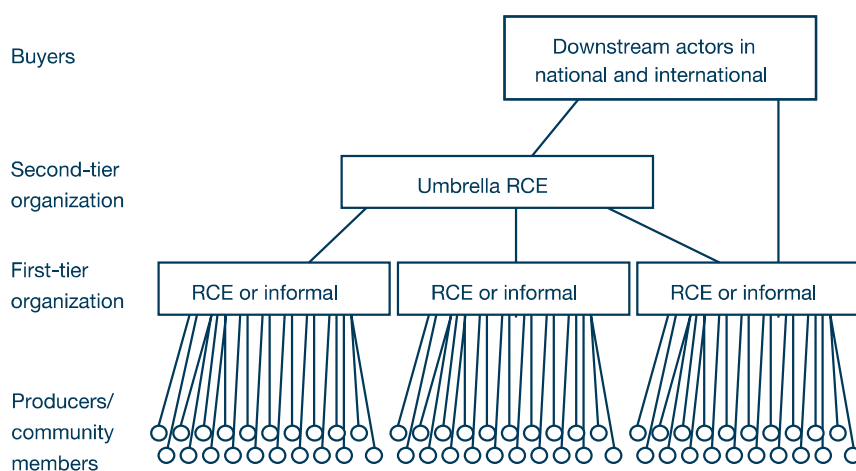 Buyers
Downstream actors in
national and international
Second-tier
organization
Umbrella RCE
First-tier
organization
RCE or informal
RCE or informal
RCE or informal
Producers/
community
members